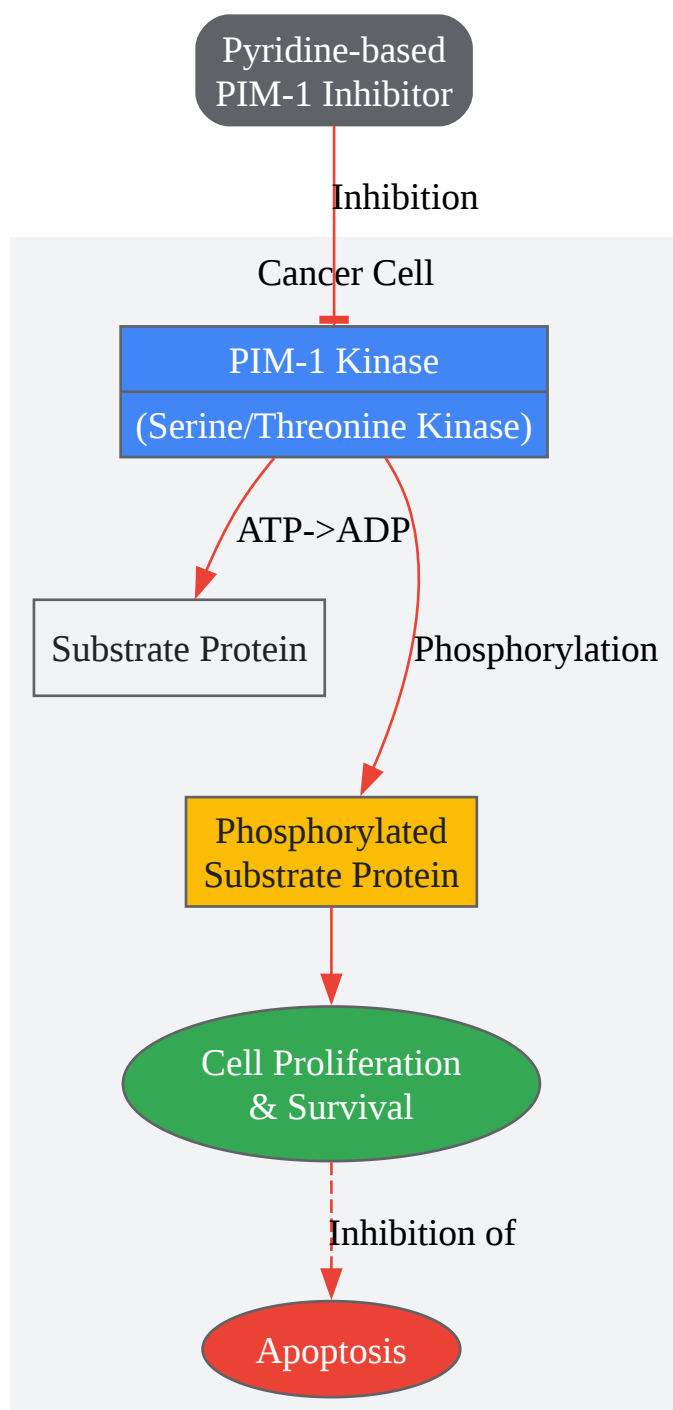 Pyridine-based
PIM-1 Inhibitor
Inhibition
Cancer Cell
PIM-1 Kinase
(Serine/Threonine Kinase)
ATP->ADP
Substrate Protein
Phosphorylation
Phosphorylated
Substrate Protein
Cell Proliferation
& Survival
Inhibition of
Apoptosis